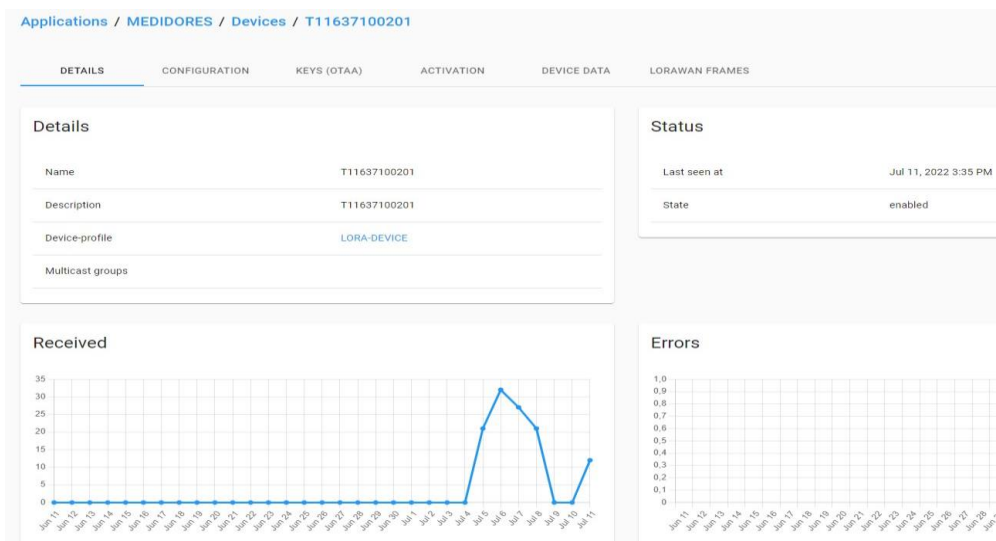 Applications / MEDIDORES / Devices / T11637100201
DETAILS CONFIGURATION KEYS (OTAA) ACTIVATION DEVICE DATA LORAWAN FRAMES
Details
Name T11637100201
Description T11637100201
Device-profile LORA-DEVICE
Multicast groups
Status
Last seen at Jul 11, 2022 3:35 PM
State enabled
Received
35
30
25
20
15
10
5
0
Jun 11 Jun 12 Jun 13 Jun 14 Jun 15 Jun 16 Jun 17 Jun 18 Jun 19 Jun 20 Jun 21 Jun 22 Jun 23 Jun 24 Jun 25 Jun 26 Jun 27 Jun 28 Jun 29 Jun 30 Jul 1 Jul 2 Jul 3 Jul 4 Jul 5 Jul 6 Jul 7 Jul 8 Jul 9 Jul 10 Jul 11
Errors
1,0
0,9
0,8
0,7
0,6
0,5
0,4
0,3
0,2
0,1
0
Jun 11 Jun 12 Jun 13 Jun 14 Jun 15 Jun 16 Jun 17 Jun 18 Jun 19 Jun 20 Jun 21 Jun 22 Jun 23 Jun 24 Jun 25 Jun 26 Jun 27 Jun 28